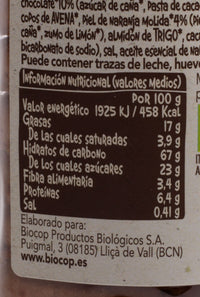 chocolate*10% (azúcar de caña*, Pasta de cacao
copos de AVENA*, Piel de naranja molida*4% (Pi
caña*, zumo de limón*), almidón de TRIGO*, cac
bicarbonato de sodio), sal, aceite esencial de na
Puede contener trazas de leche, huevo
Información nutricional (valores medios)
Por 100 g
Valor energético 1925 KJ / 458 Kcal
Grasas 17 g
De las cuales saturadas 3,9 g
Hidratos de carbono 67 g
De los cuales azúcares 23 g
Fibra alimentaria 3,4 g
Proteínas 6,4 g
Sal 0,41 g
Elaborado para:
Biocop Productos Biológicos S.A.
Puigmal, 3 (08185) Lliçà de Vall (BCN)
www.biocop.es